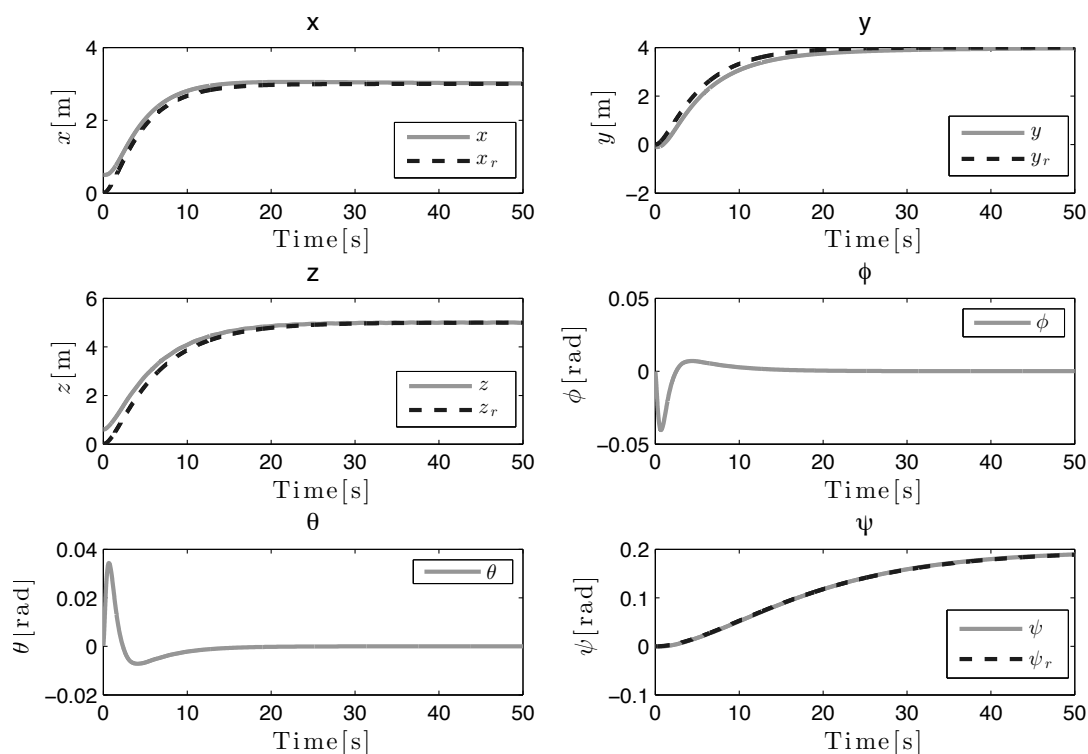 x
4
2
0
x[m]
x
x_r
0 10 20 30 40 50
Time[s]
y
4
2
0
−2
y[m]
y
y_r
0 10 20 30 40 50
Time[s]
z
6
4
2
0
z[m]
z
z_r
0 10 20 30 40 50
Time[s]
ϕ
0.05
0
−0.05
ϕ[rad]
ϕ
0 10 20 30 40 50
Time[s]
θ
0.04
0.02
0
−0.02
θ[rad]
θ
0 10 20 30 40 50
Time[s]
ψ
0.2
0.1
0
−0.1
ψ[rad]
ψ
ψ_r
0 10 20 30 40 50
Time[s]